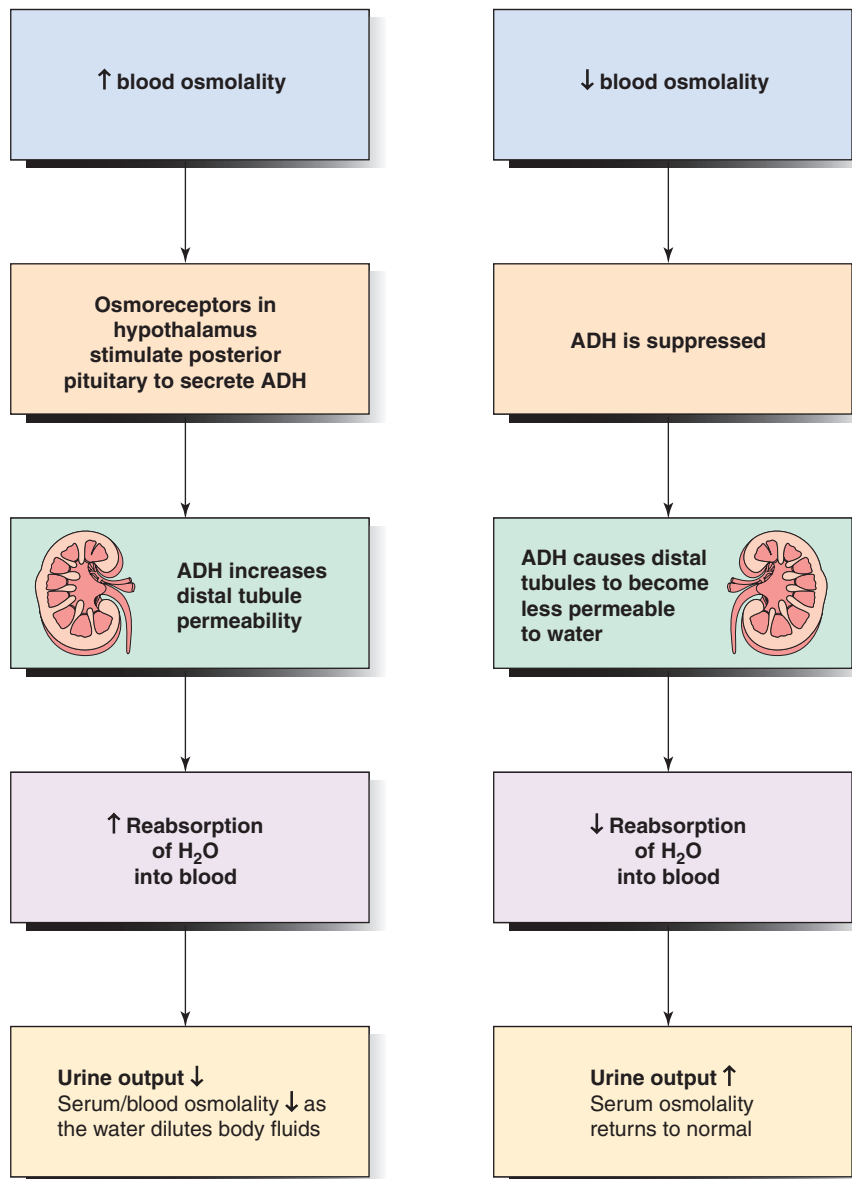 ↑ blood osmolality
Osmoreceptors in
hypothalamus
stimulate posterior
pituitary to secrete ADH
ADH increases
distal tubule
permeability
↑ Reabsorption
of H₂O
into blood
Urine output ↓
Serum/blood osmolality ↓ as
the water dilutes body fluids
↓ blood osmolality
ADH is suppressed
ADH causes distal
tubules to become
less permeable
to water
↓ Reabsorption
of H₂O
into blood
Urine output ↑
Serum osmolality
returns to normal